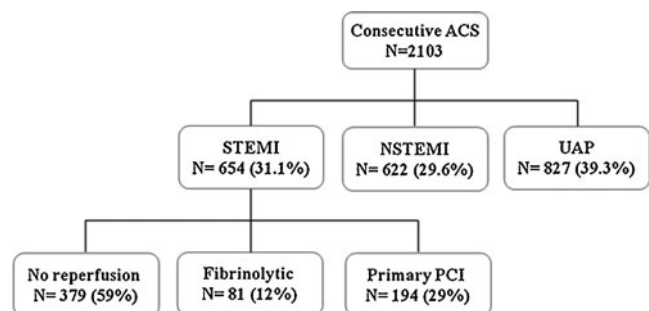 Consecutive ACS
N=2103
STEMI
N= 654 (31.1%)
NSTEMI
N= 622 (29.6%)
UAP
N= 827 (39.3%)
No reperfusion
N= 379 (59%)
Fibrinolytic
N= 81 (12%)
Primary PCI
N= 194 (29%)